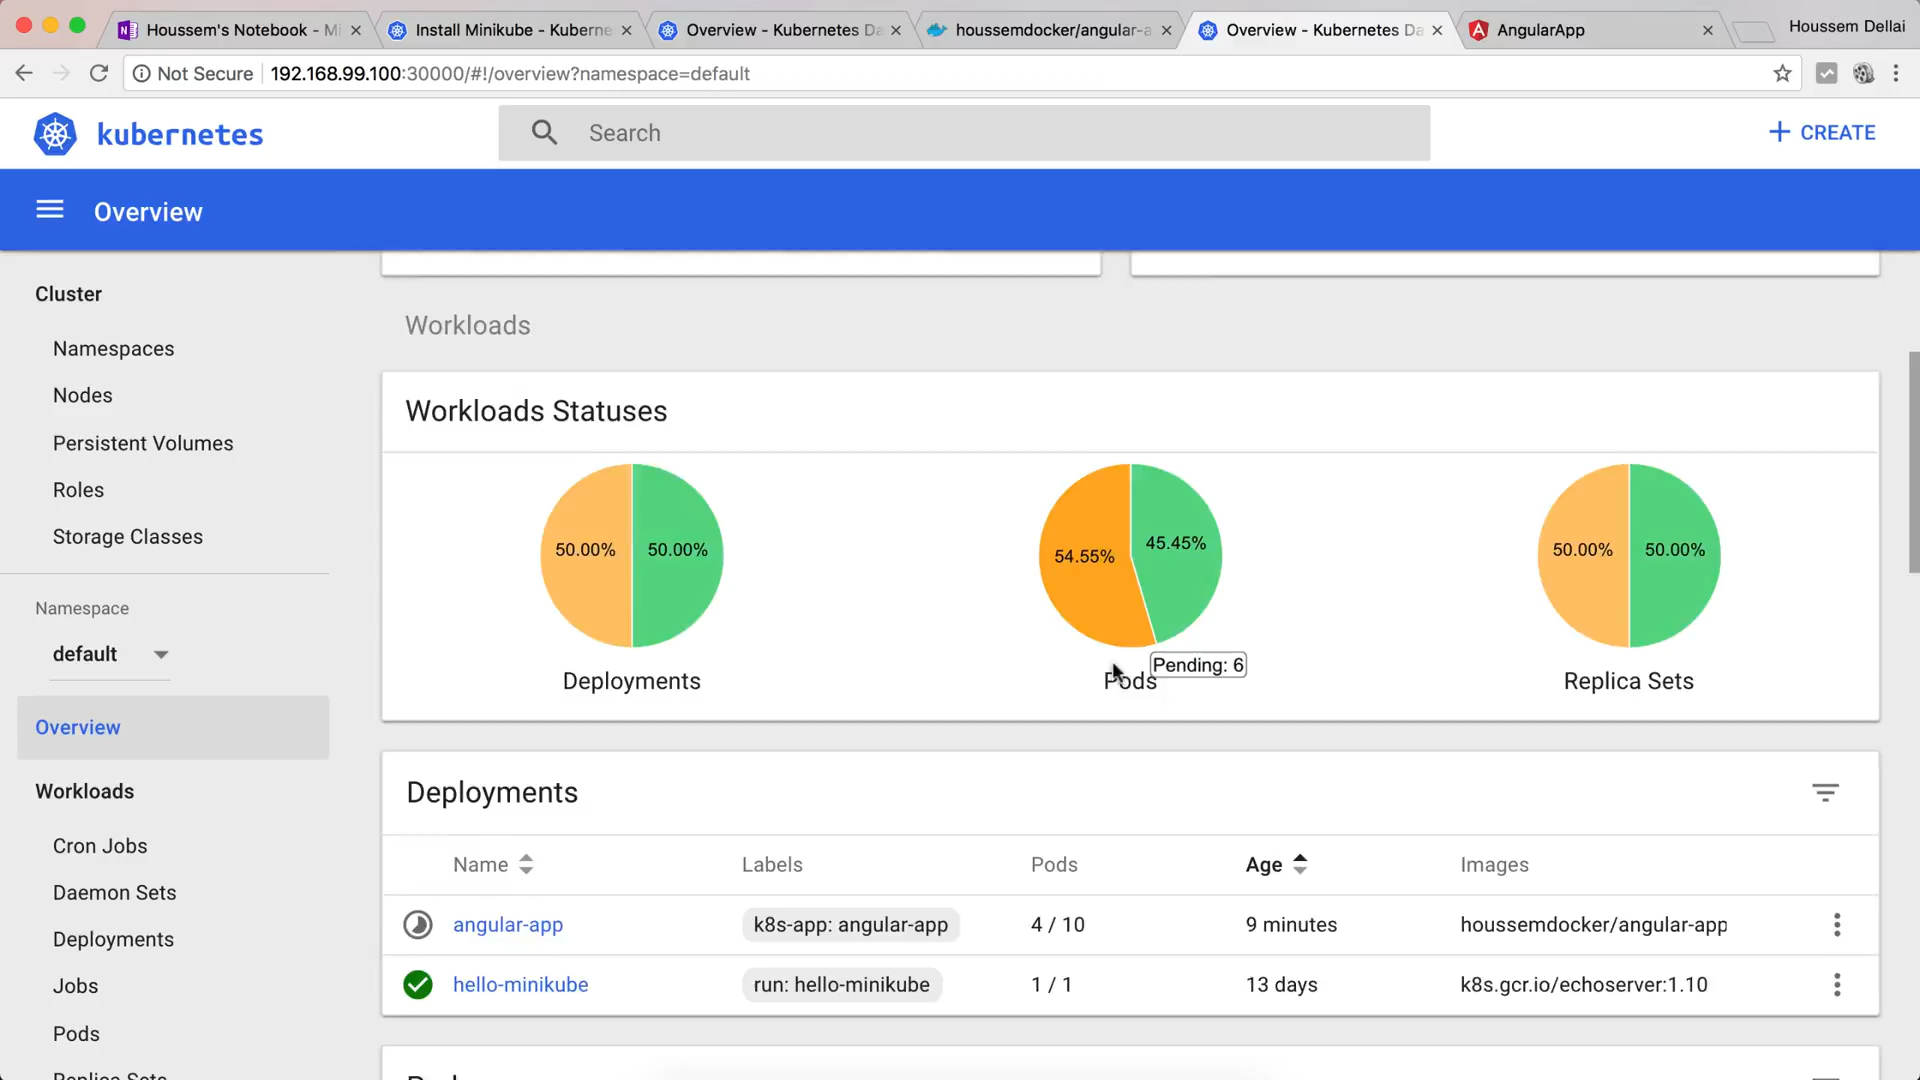 Houssem's Notebook - Mi
Install Minikube - Kuberne
Overview - Kubernetes Da
houssemdocker/angular-a
Overview - Kubernetes Da
AngularApp
Houssem Dellai
Not Secure
192.168.99.100:30000/#!/overview?namespace=default
kubernetes
Search
+ CREATE
Overview
Cluster
Namespaces
Nodes
Persistent Volumes
Roles
Storage Classes
Namespace
default
Overview
Workloads
Cron Jobs
Daemon Sets
Deployments
Jobs
Pods
Replica Sets
Workloads
Workloads Statuses
50.00%
50.00%
Deployments
54.55%
45.45%
Pending: 6
Pods
50.00%
50.00%
Replica Sets
Deployments
Name Labels Pods Age Images
angular-app k8s-app: angular-app 4 / 10 9 minutes houssemdocker/angular-app
hello-minikube run: hello-minikube 1 / 1 13 days k8s.gcr.io/echoserver:1.10